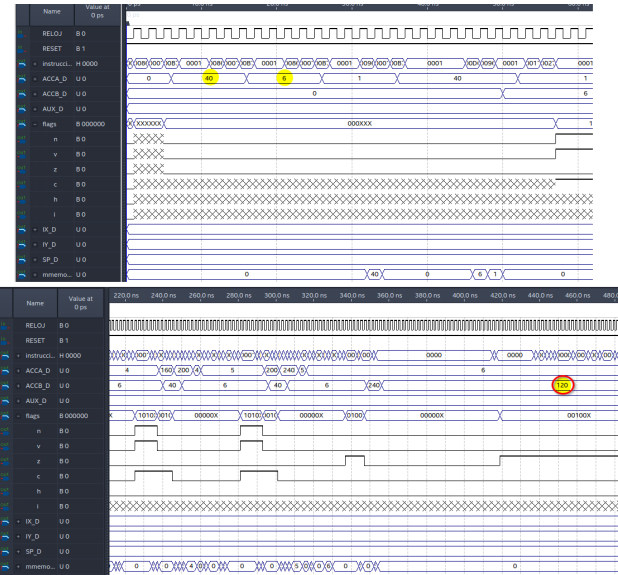 Name Value at 0 ps
RELOJ B 0
RESET B 1
instrucci... H 0000 0001 0001 0001 0001 0001 0001
ACCA_D U 0 0 40 6 1 40 1
ACCB_D U 0 0 6
AUX_D U 0
flags B 000000 XXXXXX 000XXX 1
n B 0
v B 0
z B 0
c B 0
h B 0
i B 0
IX_D U 0
IY_D U 0
SP_D U 0
mmemo... U 0 0 40 0 6 1 0
Name Value at 0 ps 220.0 ns 240.0 ns 260.0 ns 280.0 ns 300.0 ns 320.0 ns 340.0 ns 360.0 ns 380.0 ns 400.0 ns 420.0 ns 440.0 ns 460.0 ns 480.0
RELOJ B 0
RESET B 0
instrucci... H 0000 0000 0000
ACCA_D U 0 4 160 200 4 5 200 240 5 6
ACCB_D U 0 6 40 6 40 6 240 120
AUX_D U 0
flags B 000000 X 1010 010 00000X 1010 010 00000X 0100 00000X 00100X
n B 0
v B 0
z B 0
c B 0
h B 0
i B 0
IX_D U 0
IY_D U 0
SP_D U 0
mmemo... U 0 0 0 4 0 0 0 0 5 0 0 6 0 0 0